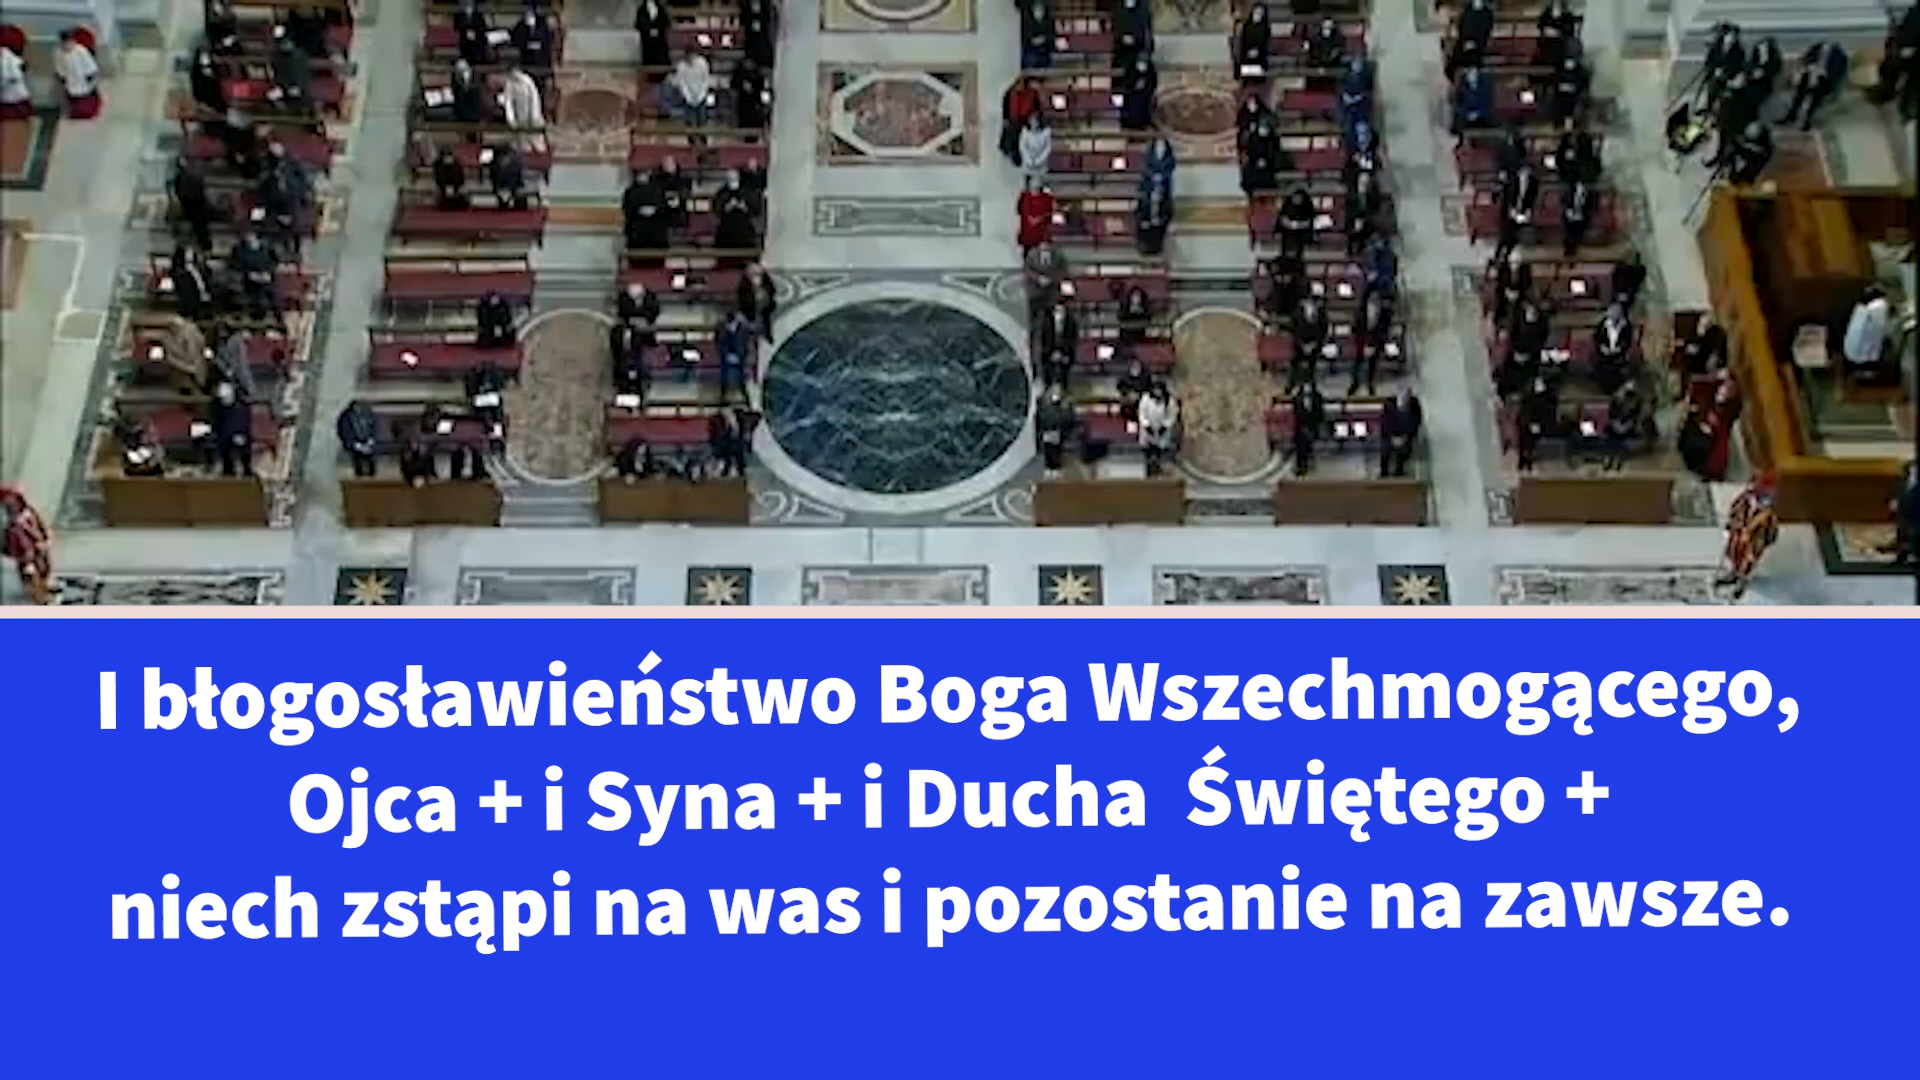 I błogosławieństwo Boga Wszechmogącego,
Ojca + i Syna + i Ducha Świętego +
niech zstąpi na was i pozostanie na zawsze.